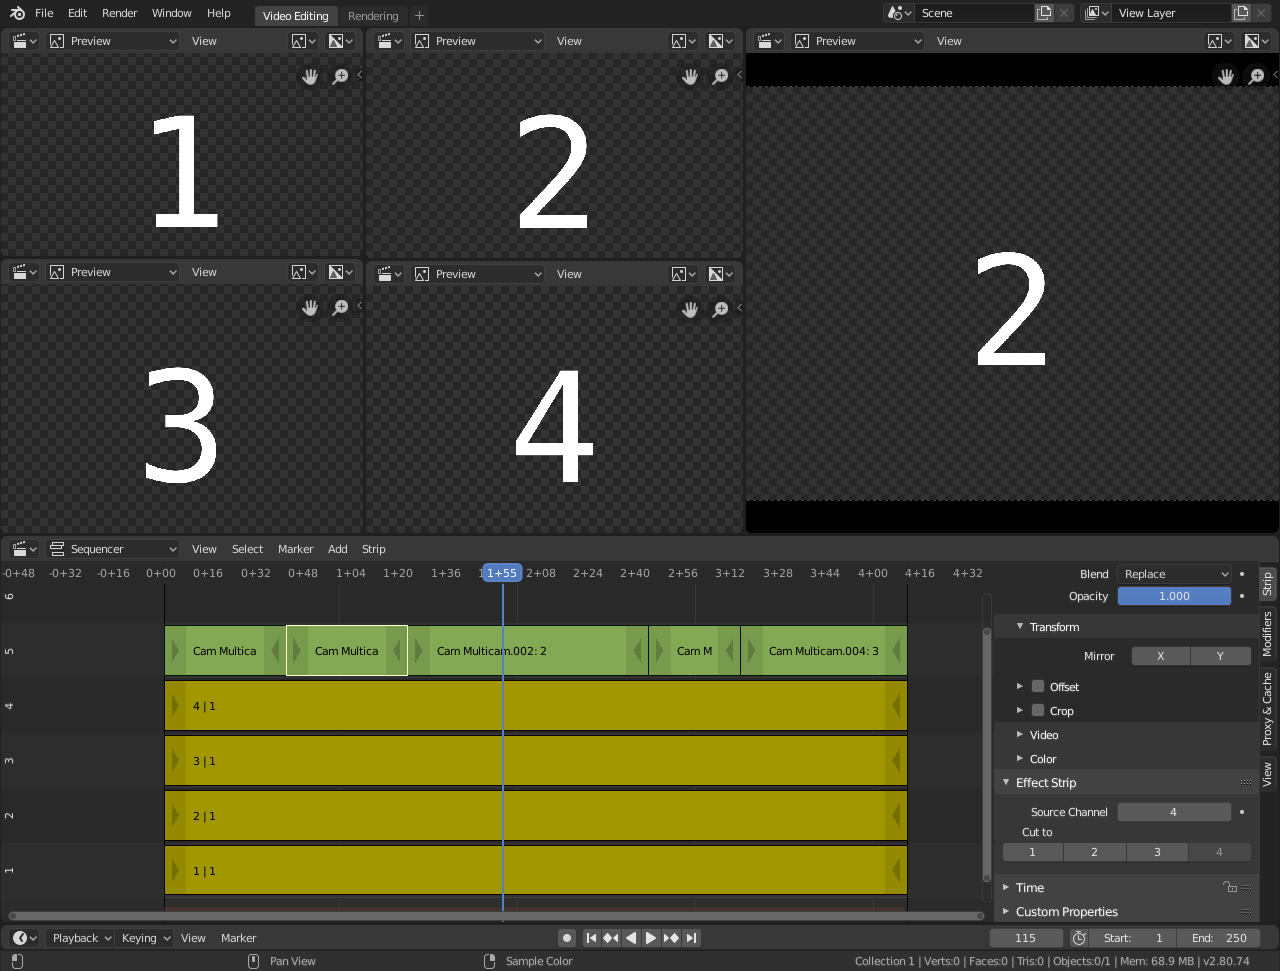 File Edit Render Window Help Video Editing Rendering + Scene View Layer
Preview View Preview View Preview View
1 2
2
Preview View Preview View
3 4
Sequencer View Select Marker Add Strip
-0+48 -0+32 -0+16 0+00 0+16 0+32 0+48 1+04 1+20 1+36 1+55 2+08 2+24 2+40 2+56 3+12 3+28 3+44 4+00 4+16 4+32
6
5 Cam Multica Cam Multica Cam Multicam.002: 2 Cam M Cam Multicam.004: 3
4 4 | 1
3 3 | 1
2 2 | 1
1 1 | 1
Blend Replace
Opacity 1.000
Transform
Mirror X Y
Offset
Crop
Video
Color
Effect Strip
Source Channel 4
Cut to
1 2 3 4
Time
Custom Properties
Strip
Modifiers
Proxy & Cache
View
Playback Keying View Marker 115 Start: 1 End: 250
Pan View Sample Color Collection 1 | Verts:0 | Faces:0 | Tris:0 | Objects:0/1 | Mem: 68.9 MB | v2.80.74